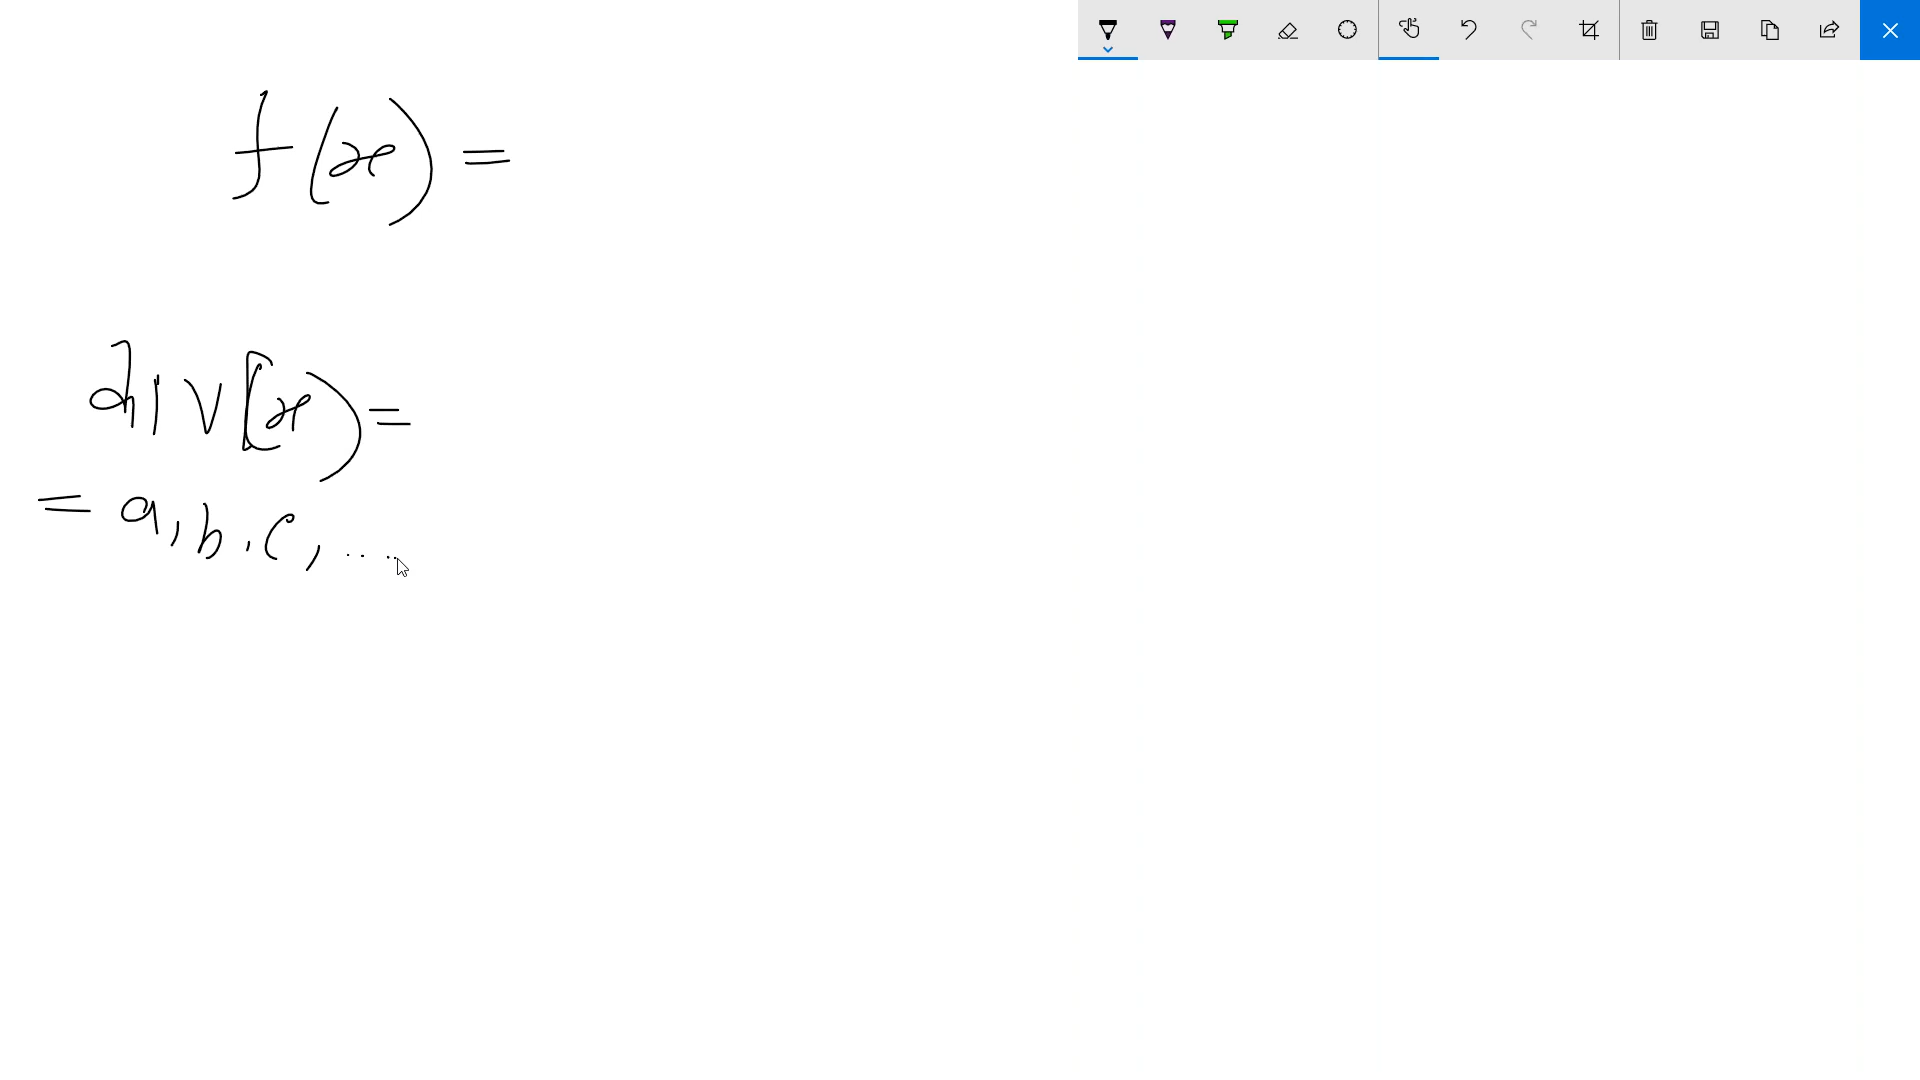 f(x) =
div(x) =
= a, b, c, ....